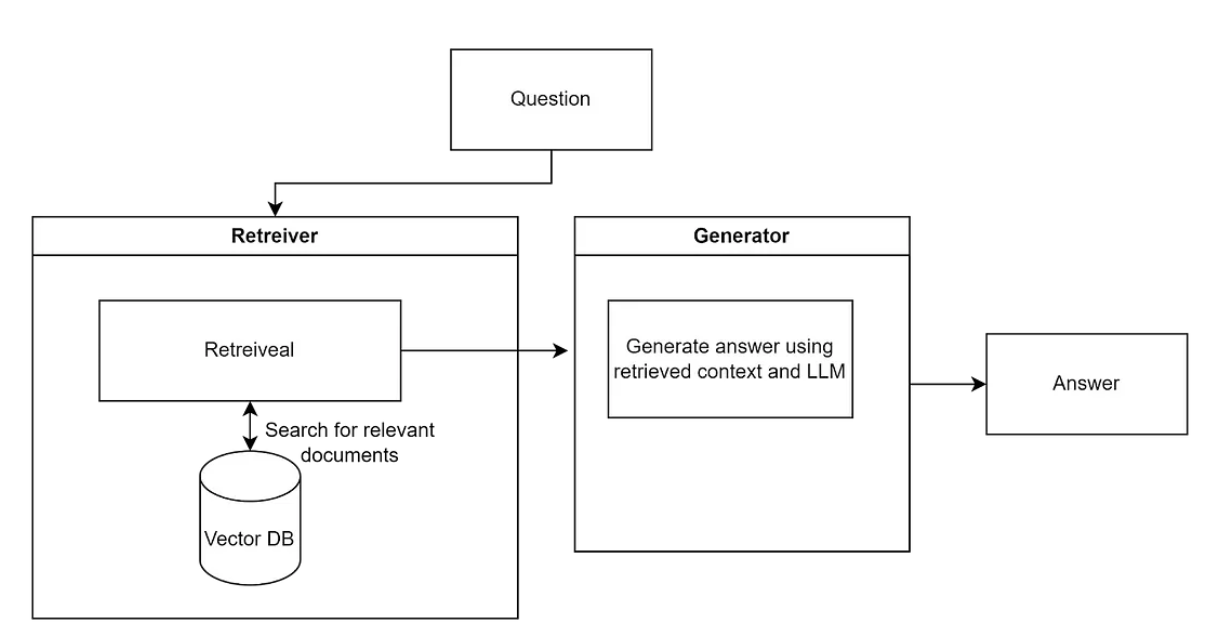 Question
Retreiver
Generator
Retreiveal
Generate answer using
retrieved context and LLM
Answer
Search for relevant
documents
Vector DB